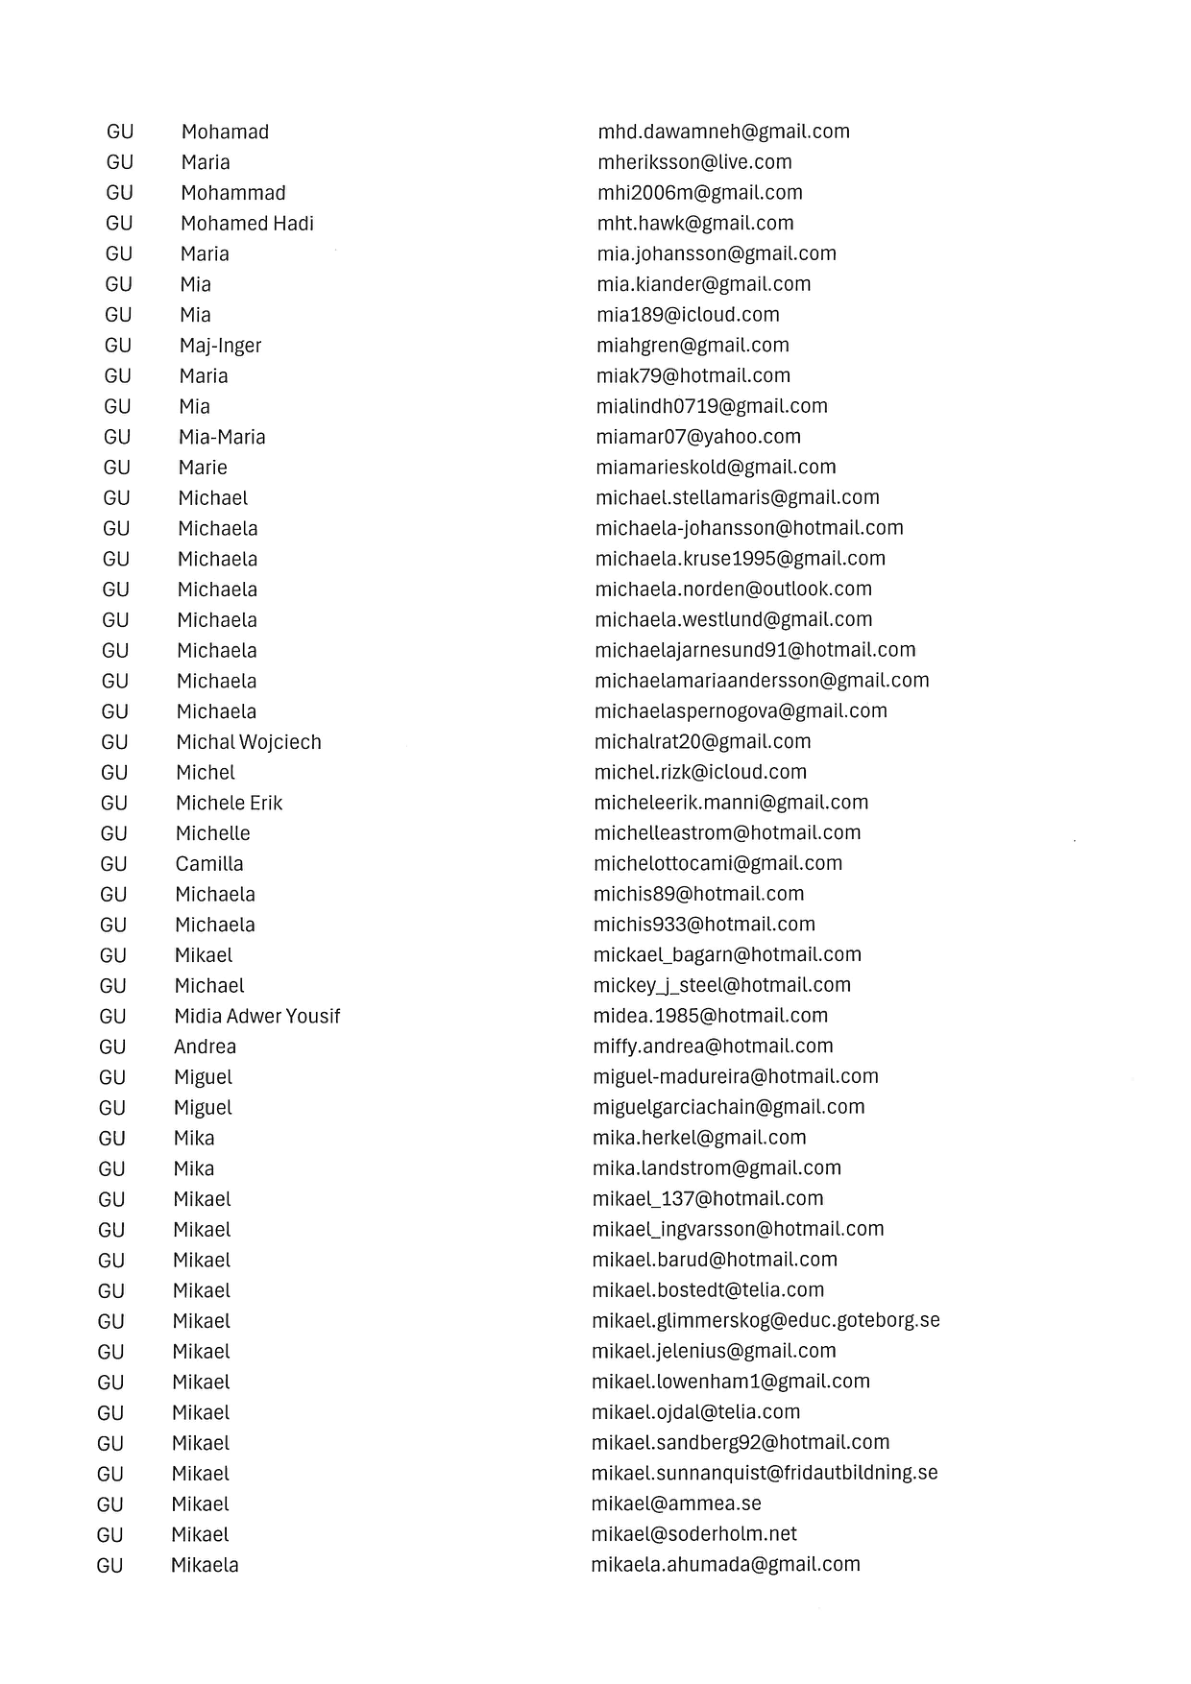 GU Mohamad mhd.dawamneh@gmail.com
GU Maria mheriksson@live.com
GU Mohammad mhi2006m@gmail.com
GU Mohamed Hadi mht.hawk@gmail.com
GU Maria mia.johansson@gmail.com
GU Mia mia.kiander@gmail.com
GU Mia mia189@icloud.com
GU Maj-Inger miahgren@gmail.com
GU Maria miak79@hotmail.com
GU Mia mialindh0719@gmail.com
GU Mia-Maria miamar07@yahoo.com
GU Marie miamarieskold@gmail.com
GU Michael michael.stellamaris@gmail.com
GU Michaela michaela-johansson@hotmail.com
GU Michaela michaela.kruse1995@gmail.com
GU Michaela michaela.norden@outlook.com
GU Michaela michaela.westlund@gmail.com
GU Michaela michaelajarnesund91@hotmail.com
GU Michaela michaelamariaandersson@gmail.com
GU Michaela michaelaspernogova@gmail.com
GU Michal Wojciech michalrat20@gmail.com
GU Michel michel.rizk@icloud.com
GU Michele Erik micheleerik.manni@gmail.com
GU Michelle michelleastrom@hotmail.com
GU Camilla michelottocami@gmail.com
GU Michaela michis89@hotmail.com
GU Michaela michis933@hotmail.com
GU Mikael mickael_bagarn@hotmail.com
GU Michael mickey_j_steel@hotmail.com
GU Midia Adwer Yousif midea.1985@hotmail.com
GU Andrea miffy.andrea@hotmail.com
GU Miguel miguel-madureira@hotmail.com
GU Miguel miguelgarciachain@gmail.com
GU Mika mika.herkel@gmail.com
GU Mika mika.landstrom@gmail.com
GU Mikael mikael_137@hotmail.com
GU Mikael mikael_ingvarsson@hotmail.com
GU Mikael mikael.barud@hotmail.com
GU Mikael mikael.bostedt@telia.com
GU Mikael mikael.glimmerskog@educ.goteborg.se
GU Mikael mikael.jelenius@gmail.com
GU Mikael mikael.lowenham1@gmail.com
GU Mikael mikael.ojdal@telia.com
GU Mikael mikael.sandberg92@hotmail.com
GU Mikael mikael.sunnanquist@fridautbildning.se
GU Mikael mikael@ammea.se
GU Mikael mikael@soderholm.net
GU Mikaela mikaela.ahumada@gmail.com